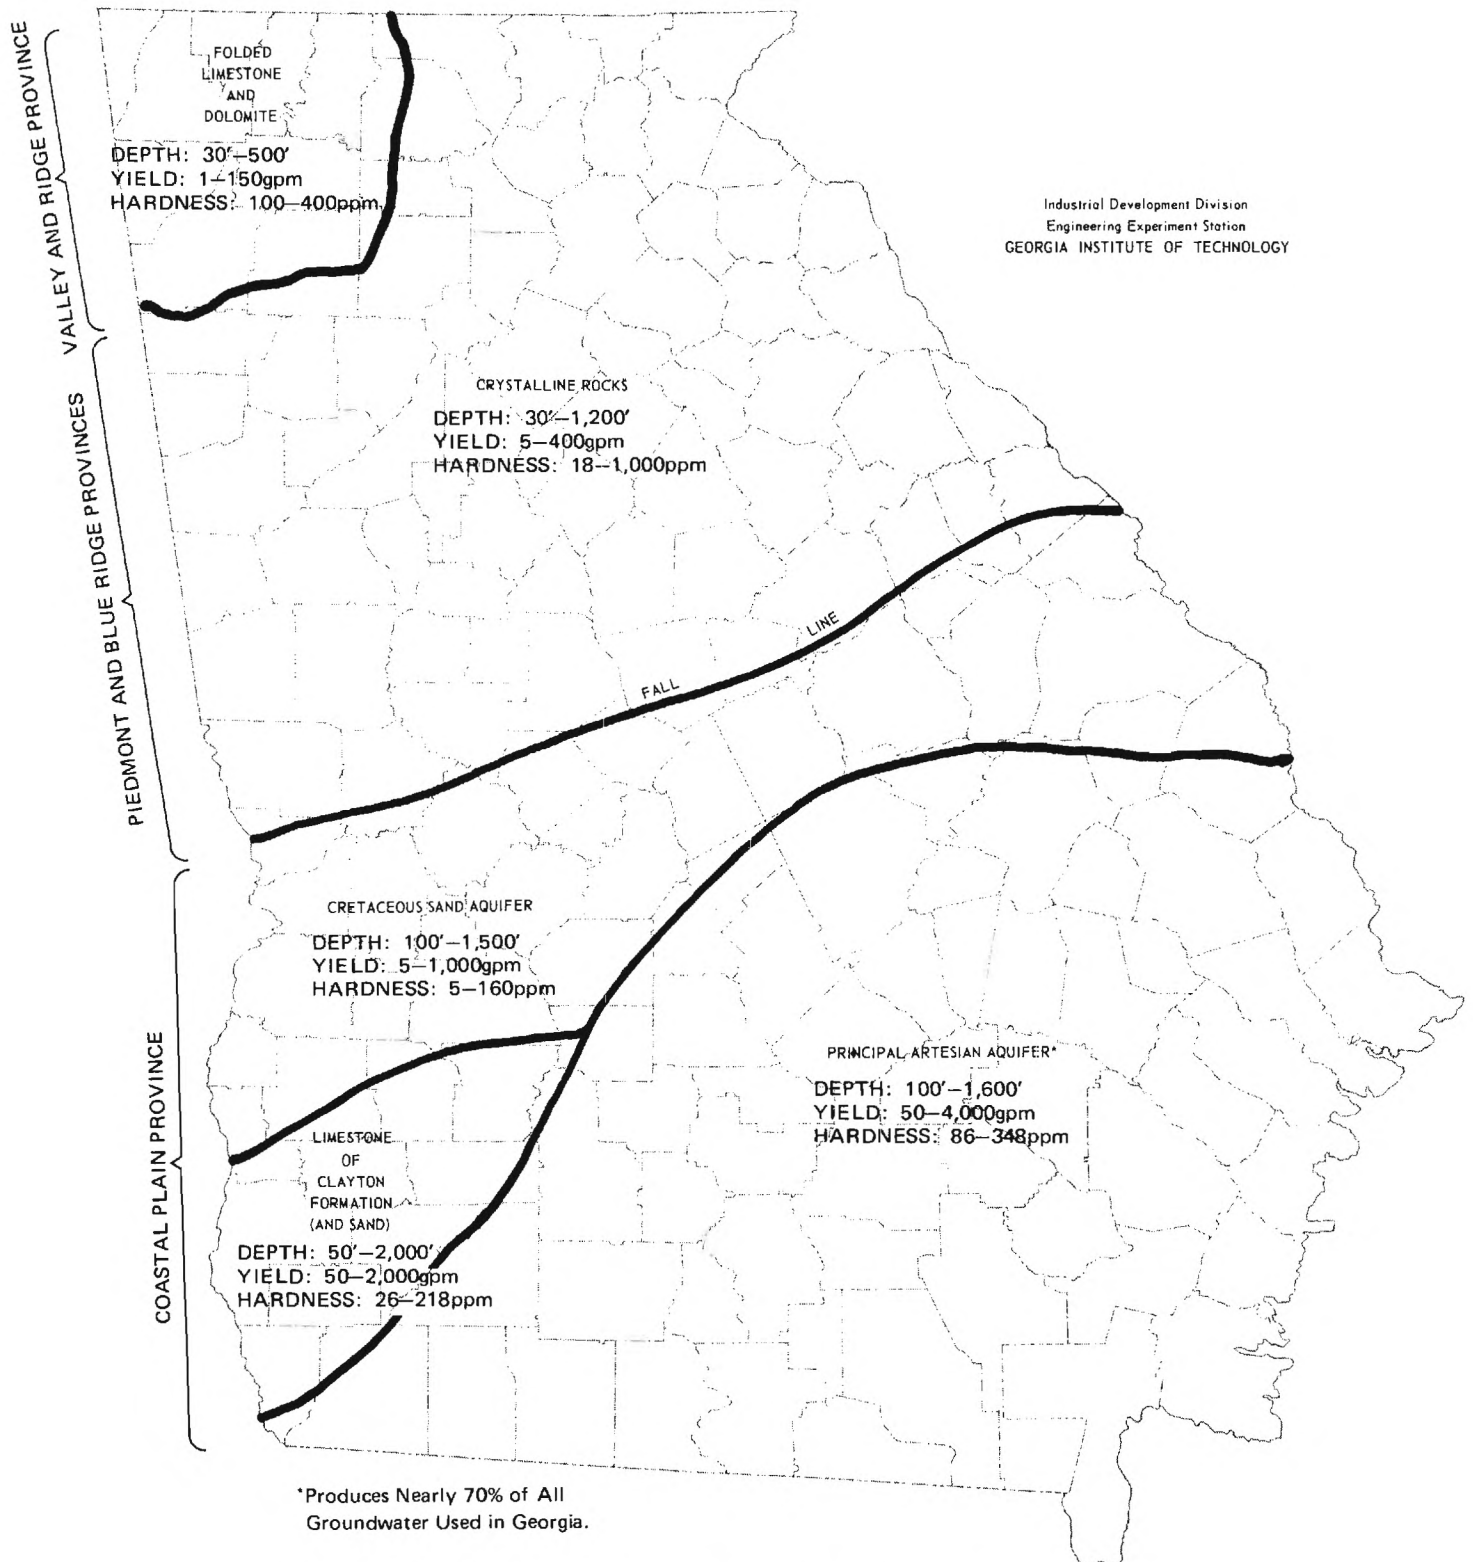 VALLEY AND RIDGE PROVINCE
FOLDED
LIMESTONE
AND
DOLOMITE
DEPTH: 30'–500'
YIELD: 1–150gpm
HARDNESS: 100–400ppm
Industrial Development Division
Engineering Experiment Station
GEORGIA INSTITUTE OF TECHNOLOGY
PIEDMONT AND BLUE RIDGE PROVINCES
CRYSTALLINE ROCKS
DEPTH: 30'–1,200'
YIELD: 5–400gpm
HARDNESS: 18–1,000ppm
FALL LINE
COASTAL PLAIN PROVINCE
CRETACEOUS SAND AQUIFER
DEPTH: 100'–1,500'
YIELD: 5–1,000gpm
HARDNESS: 5–160ppm
PRINCIPAL ARTESIAN AQUIFER*
DEPTH: 100'–1,600'
YIELD: 50–4,000gpm
HARDNESS: 86–348ppm
LIMESTONE
OF
CLAYTON
FORMATION
(AND SAND)
DEPTH: 50'–2,000'
YIELD: 50–2,000gpm
HARDNESS: 26–218ppm
*Produces Nearly 70% of All
Groundwater Used in Georgia.